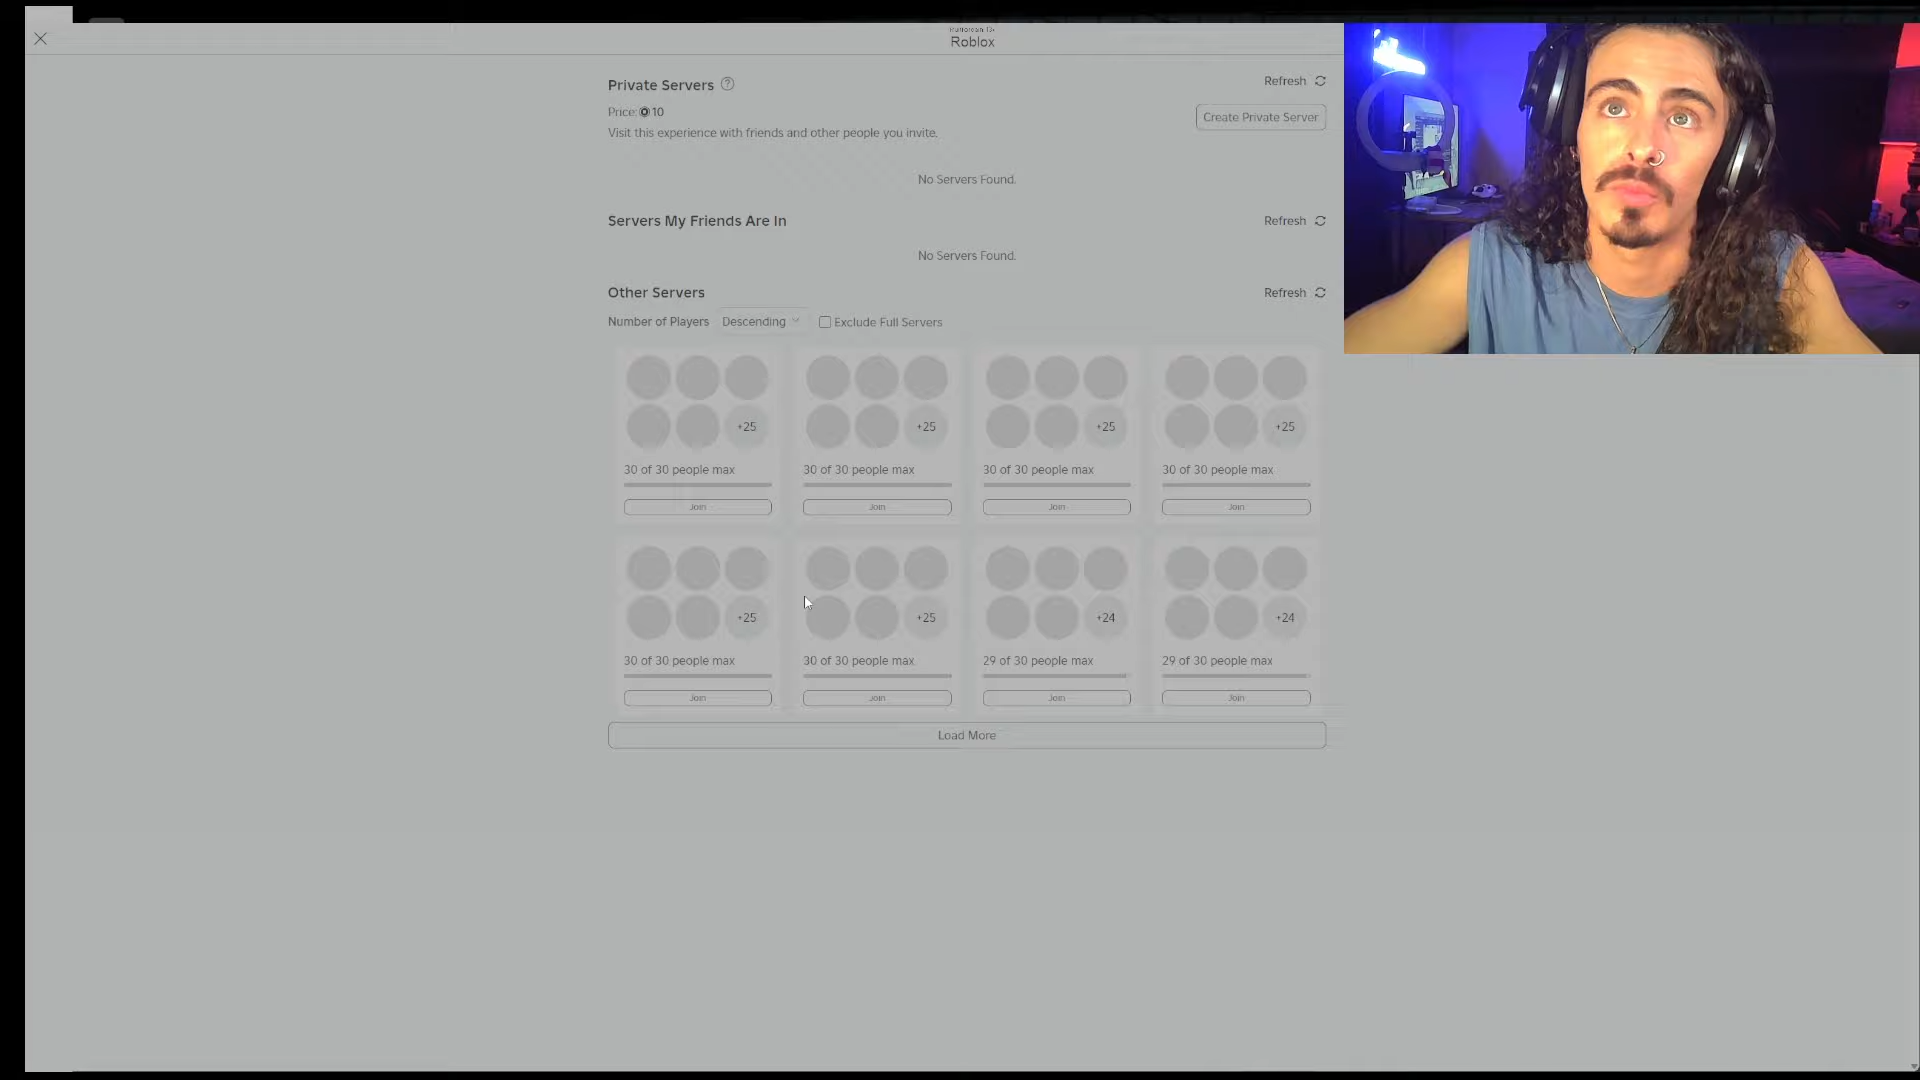 Roblox
Private Servers
Refresh
Price: 10
Create Private Server
Visit this experience with friends and other people you invite.
No Servers Found.
Servers My Friends Are In
Refresh
No Servers Found.
Other Servers
Refresh
Number of Players Descending Exclude Full Servers
+25 +25 +25 +25
30 of 30 people max 30 of 30 people max 30 of 30 people max 30 of 30 people max
Join Join Join Join
+25 +25 +24 +24
30 of 30 people max 30 of 30 people max 29 of 30 people max 29 of 30 people max
Join Join Join Join
Load More